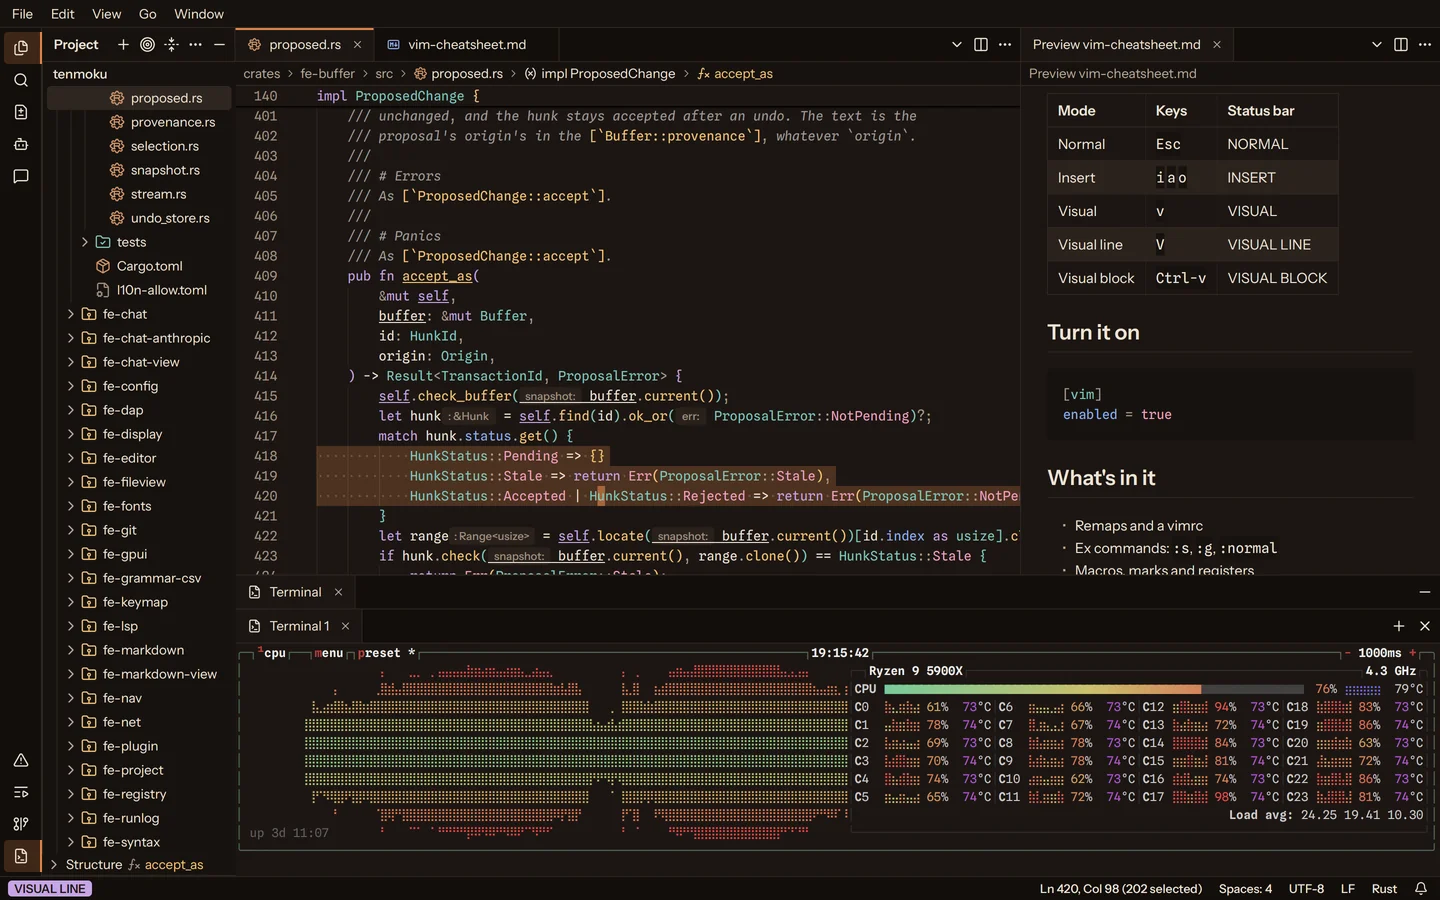 File Edit View Go Window
Project
proposed.rs
vim-cheatsheet.md
Preview vim-cheatsheet.md
tenmoku
proposed.rs
provenance.rs
selection.rs
snapshot.rs
stream.rs
undo_store.rs
tests
Cargo.toml
l10n-allow.toml
fe-chat
fe-chat-anthropic
fe-chat-view
fe-config
fe-dap
fe-display
fe-editor
fe-fileview
fe-fonts
fe-git
fe-gpui
fe-grammar-csv
fe-keymap
fe-lsp
fe-markdown
fe-markdown-view
fe-nav
fe-net
fe-plugin
fe-project
fe-registry
fe-runlog
fe-syntax
Structure accept_as
crates > fe-buffer > src > proposed.rs > impl ProposedChange > accept_as
140 impl ProposedChange {
401 /// unchanged, and the hunk stays accepted after an undo. The text is the
402 /// proposal's origin's in the [`Buffer::provenance`], whatever `origin`.
403 ///
404 /// # Errors
405 /// As [`ProposedChange::accept`].
406 ///
407 /// # Panics
408 /// As [`ProposedChange::accept`].
409 pub fn accept_as(
410 &mut self,
411 buffer: &mut Buffer,
412 id: HunkId,
413 origin: Origin,
414 ) -> Result<TransactionId, ProposalError> {
415 self.check_buffer( snapshot: buffer.current());
416 let hunk : &Hunk = self.find(id).ok_or( err: ProposalError::NotPending)?;
417 match hunk.status.get() {
418 HunkStatus::Pending => {}
419 HunkStatus::Stale => return Err(ProposalError::Stale),
420 HunkStatus::Accepted | HunkStatus::Rejected => return Err(ProposalError::NotPe
421 }
422 let range : Range<usize> = self.locate( snapshot: buffer.current())[id.index as usize].c
423 if hunk.check( snapshot: buffer.current(), range.clone()) == HunkStatus::Stale {
424 return Err(ProposalError::Stale);
Preview vim-cheatsheet.md
Mode Keys Status bar
Normal Esc NORMAL
Insert i a o INSERT
Visual v VISUAL
Visual line V VISUAL LINE
Visual block Ctrl-v VISUAL BLOCK
Turn it on
[vim]
enabled = true
What's in it
• Remaps and a vimrc
• Ex commands: :s, :g, :normal
• Macros, marks and registers
Terminal
Terminal 1
1cpu menu preset * 19:15:42 - 1000ms +
Ryzen 9 5900X 4.3 GHz
CPU 76% 79°C
C0 61% 73°C C6 66% 73°C C12 94% 73°C C18 83% 73°C
C1 78% 74°C C7 67% 74°C C13 72% 74°C C19 86% 74°C
C2 69% 73°C C8 78% 73°C C14 84% 73°C C20 63% 73°C
C3 70% 74°C C9 78% 74°C C15 81% 74°C C21 72% 74°C
C4 74% 73°C C10 62% 73°C C16 74% 73°C C22 86% 73°C
C5 65% 74°C C11 72% 74°C C17 98% 74°C C23 81% 74°C
Load avg: 24.25 19.41 10.30
up 3d 11:07
VISUAL LINE
Ln 420, Col 98 (202 selected) Spaces: 4 UTF-8 LF Rust